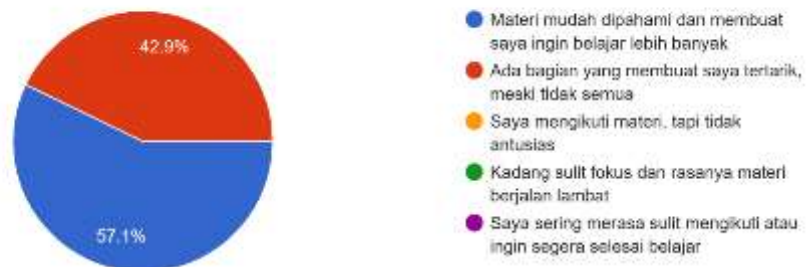 42.9%
57.1%
Materi mudah dipahami dan membuat
saya ingin belajar lebih banyak
Ada bagian yang membuat saya tertarik,
meski tidak semua
Saya mengikuti materi, tapi tidak
antusias
Kadang sulit fokus dan rasanya materi
berjalan lambat
Saya sering merasa sulit mengikuti atau
ingin segera selesai belajar